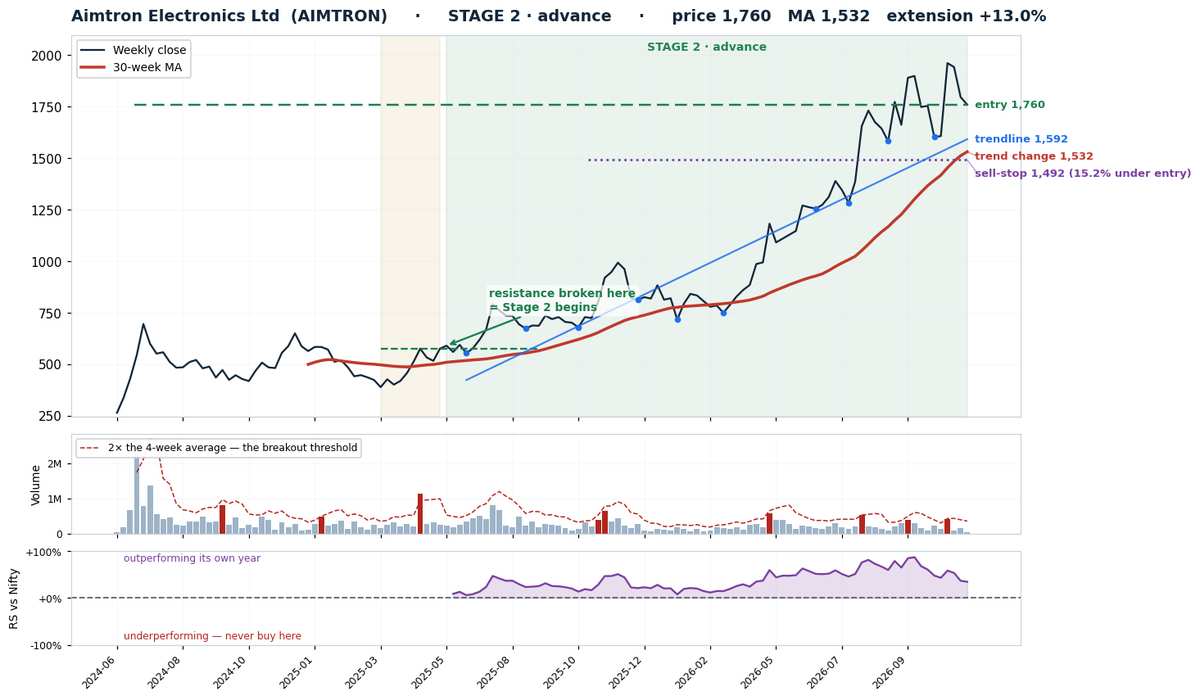 Aimtron Electronics Ltd (AIMTRON) · STAGE 2 · advance · price 1,760 MA 1,532 extension +13.0%
Weekly close
30-week MA
STAGE 2 · advance
2000
1750
1500
1250
1000
750
500
250
entry 1,760
trendline 1,592
trend change 1,532
sell-stop 1,492 (15.2% under entry)
resistance broken here
= Stage 2 begins
2× the 4-week average — the breakout threshold
Volume
2M
1M
0
RS vs Nifty
+100%
+0%
-100%
outperforming its own year
underperforming — never buy here
2024-06
2024-08
2024-10
2025-01
2025-03
2025-05
2025-08
2025-10
2025-12
2026-02
2026-05
2026-07
2026-09